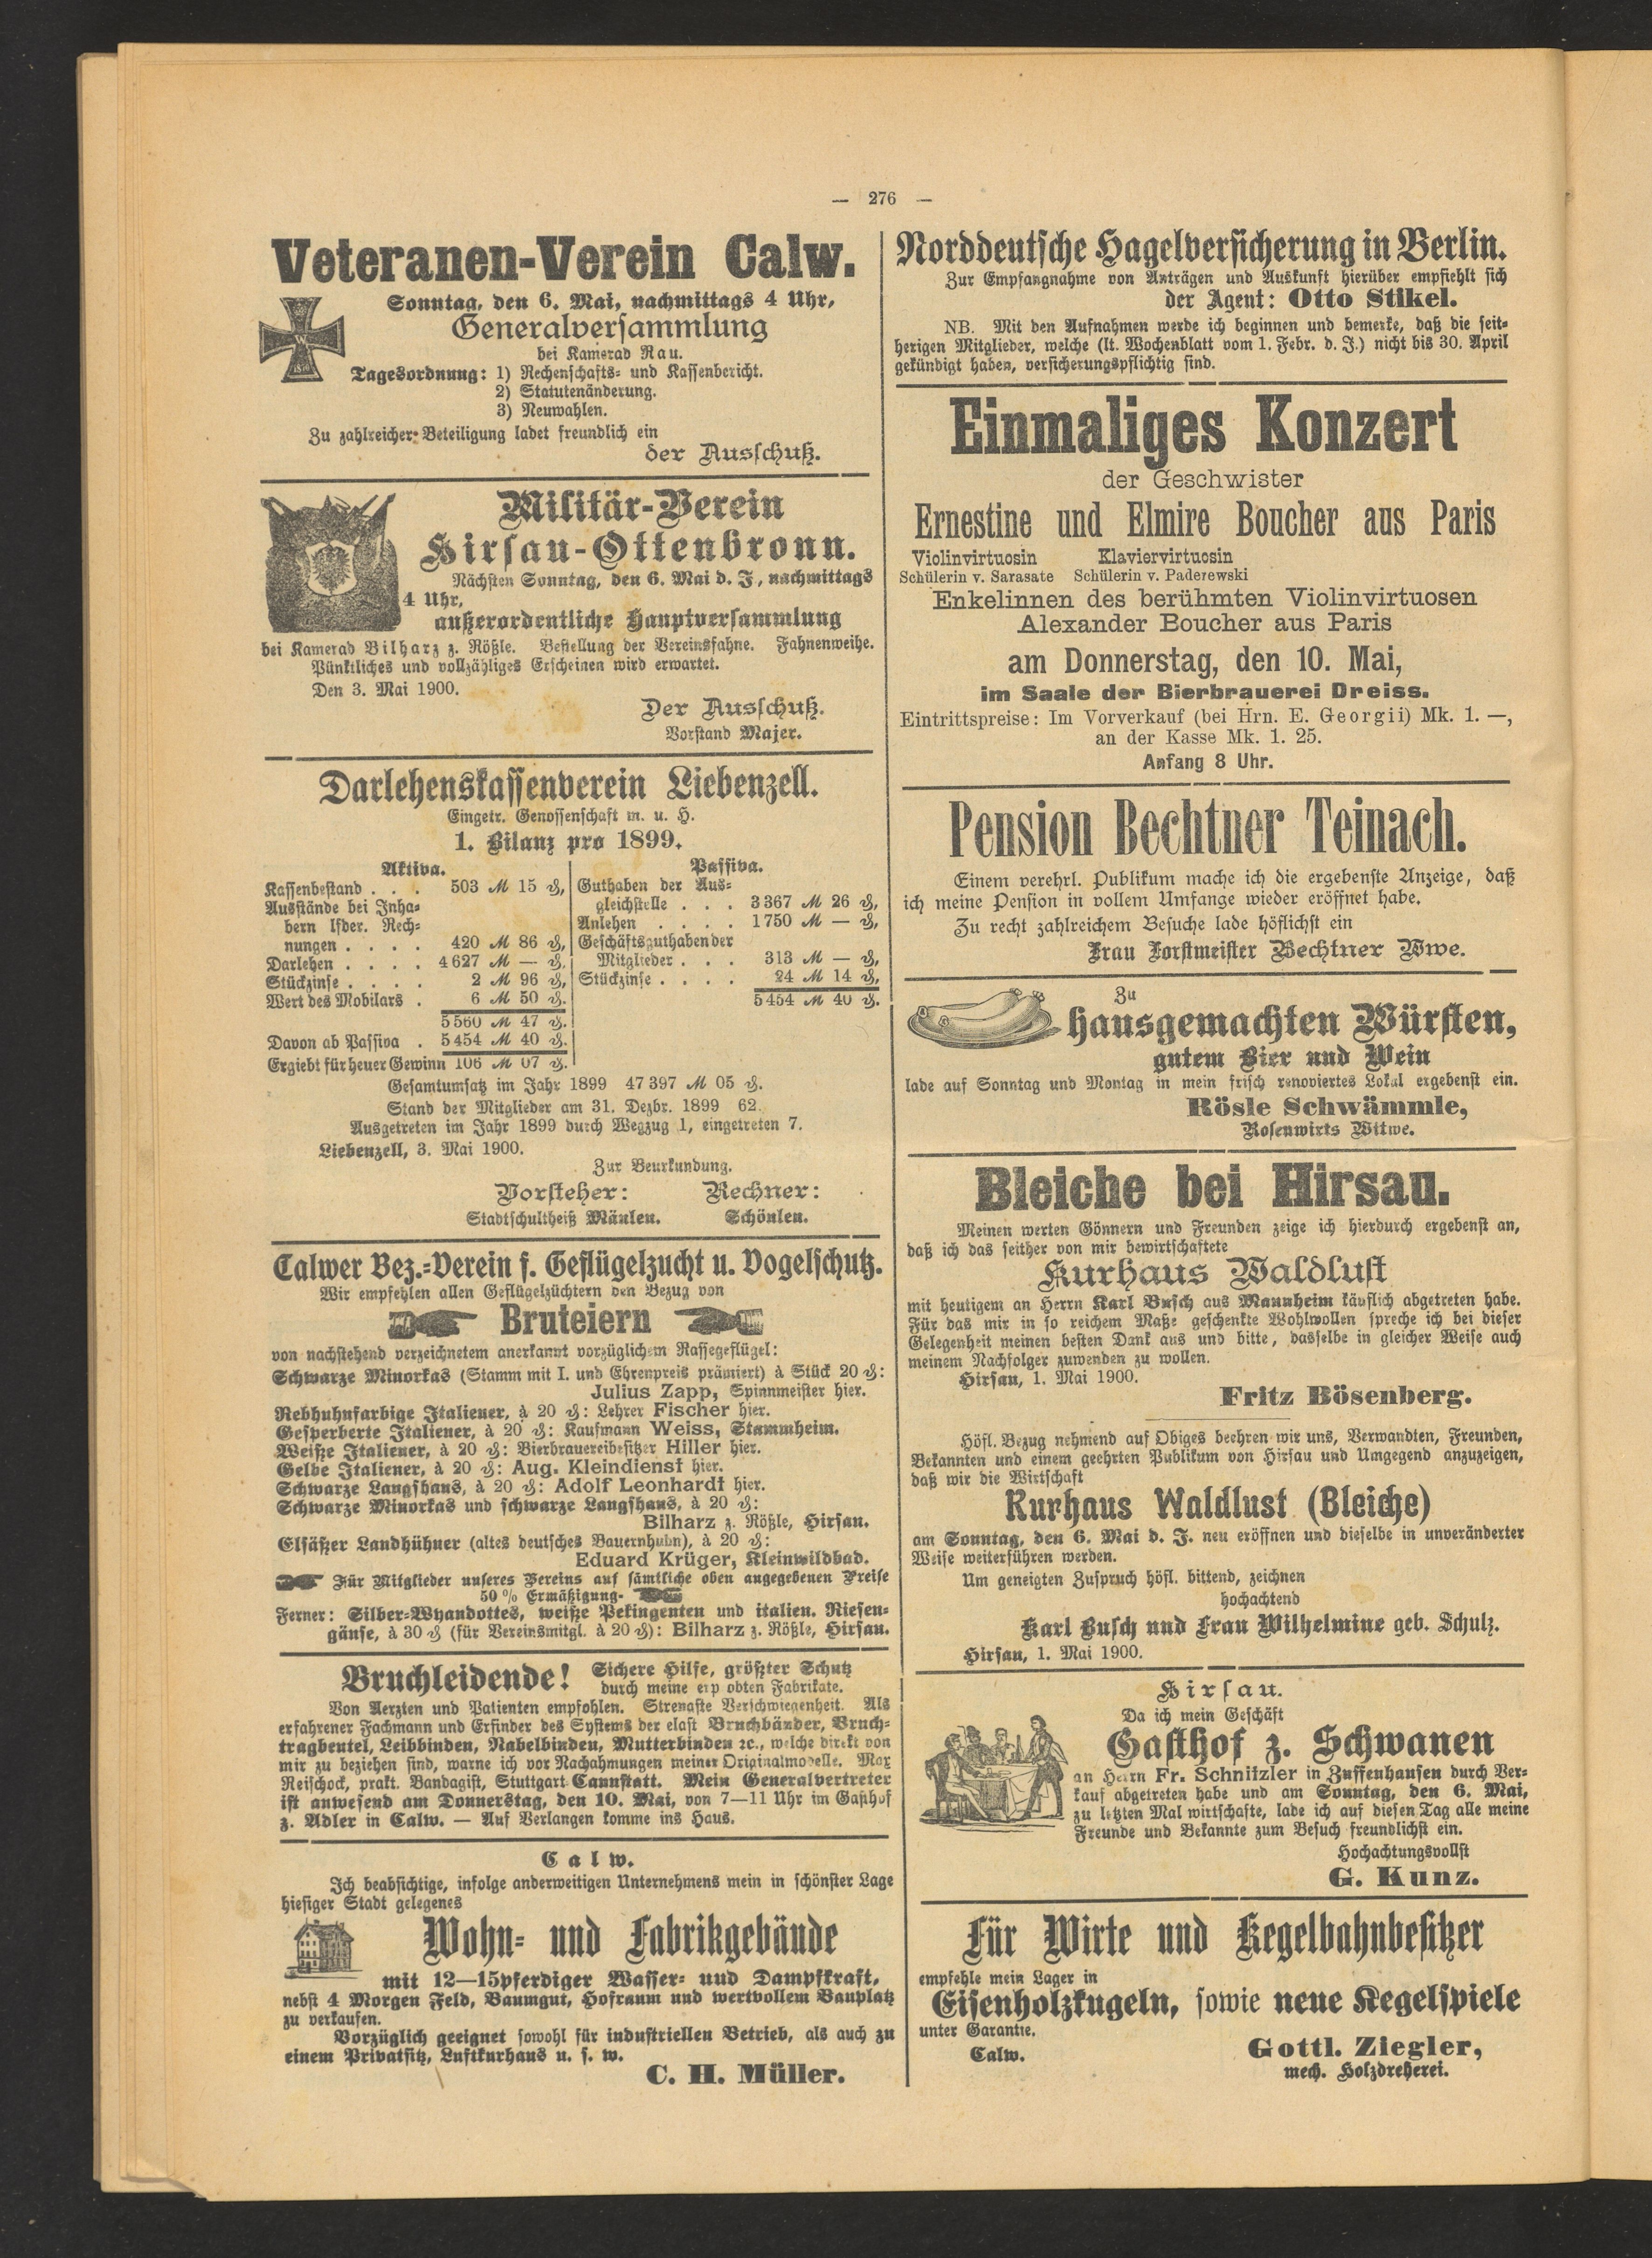 — 276 —
Veteranen-Verein Calw.
Sonntag, den 6. Mai, nachmittags 4 Uhr,
Generalversammlung
bei Kamerad Rau.
Tagesordnung: 1) Rechenschafts- und Kassenbericht.
2) Statutenänderung.
3) Neuwahlen.
Zu zahlreicher Beteiligung ladet freundlich ein
der Ausschuß.
Militär-Verein
Hirsau-Ottenbronn.
Nächsten Sonntag, den 6. Mai d. J., nachmittags
4 Uhr,
außerordentliche Hauptversammlung
bei Kamerad Bilharz z. Rößle. Bestellung der Vereinsfahne. Fahnenweihe.
Pünktliches und vollzähliges Erscheinen wird erwartet.
Den 3. Mai 1900.
Der Ausschuß.
Vorstand Majer.
Darlehenskassenverein Liebenzell.
Eingetr. Genossenschaft m. u. H.
1. Bilanz pro 1899.
Aktiva.
Kassenbestand . . . 503 ℳ 15 ₰,
Ausstände bei Inha-
bern lfder. Rech-
nungen . . . . 420 ℳ 86 ₰,
Darlehen . . . . 4627 ℳ — ₰,
Stückzinse . . . . 2 ℳ 96 ₰,
Wert des Mobilars . 6 ℳ 50 ₰.
5560 ℳ 47 ₰.
Davon ab Passiva . 5454 ℳ 40 ₰.
Ergiebt für heuer Gewinn 106 ℳ 07 ₰.
Passiva.
Guthaben der Aus-
gleichstelle . . . 3367 ℳ 26 ₰,
Anlehen . . . . 1750 ℳ — ₰,
Geschäftsguthaben der
Mitglieder . . . 313 ℳ — ₰,
Stückzinse . . . . 24 ℳ 14 ₰,
5454 ℳ 40 ₰.
Gesamtumsatz im Jahr 1899 47397 ℳ 05 ₰.
Stand der Mitglieder am 31. Dezbr. 1899 62.
Ausgetreten im Jahr 1899 durch Wegzug 1, eingetreten 7.
Liebenzell, 3. Mai 1900.
Zur Beurkundung.
Vorsteher: Rechner:
Stadtschultheiß Mäulen. Schönlen.
Calwer Bez.-Verein f. Geflügelzucht u. Vogelschutz.
Wir empfehlen allen Geflügelzüchtern den Bezug von
Bruteiern
von nachstehend verzeichnetem anerkannt vorzüglichem Rassegeflügel:
Schwarze Minorkas (Stamm mit I. und Ehrenpreis prämiert) à Stück 20 ₰:
Julius Zapp, Spinnmeister hier.
Rebhuhnfarbige Italiener, à 20 ₰: Lehrer Fischer hier.
Gesperberte Italiener, à 20 ₰: Kaufmann Weiss, Stammheim.
Weiße Italiener, à 20 ₰: Bierbrauereibesitzer Hiller hier.
Gelbe Italiener, à 20 ₰: Aug. Kleindienst hier.
Schwarze Langshans, à 20 ₰: Adolf Leonhardt hier.
Schwarze Minorkas und schwarze Langshans, à 20 ₰:
Bilharz z. Rößle, Hirsau.
Elsäßer Landhühner (altes deutsches Bauernhuhn), à 20 ₰:
Eduard Krüger, Kleinwildbad.
Für Mitglieder unseres Vereins auf sämtliche oben angegebenen Preise
50 % Ermäßigung.
Ferner: Silber-Wyandottes, weiße Pekingenten und italien. Riesen-
gänse, à 30 ₰ (für Vereinsmitgl. à 20 ₰): Bilharz z. Rößle, Hirsau.
Bruchleidende! Sichere Hilfe, größter Schutz
durch meine erprobten Fabrikate.
Von Aerzten und Patienten empfohlen. Strengste Verschwiegenheit. Als
erfahrener Fachmann und Erfinder des Systems der elast Bruchbänder, Bruch-
tragbeutel, Leibbinden, Nabelbinden, Mutterbinden ꝛc., welche direkt von
mir zu beziehen sind, warne ich vor Nachahmungen meiner Originalmodelle. Max
Reischock, prakt. Bandagist, Stuttgart-Cannstatt. Mein Generalvertreter
ist anwesend am Donnerstag, den 10. Mai, von 7—11 Uhr im Gasthof
z. Adler in Calw. — Auf Verlangen komme ins Haus.
Calw.
Ich beabsichtige, infolge anderweitigen Unternehmens mein in schönster Lage
hiesiger Stadt gelegenes
Wohn- und Fabrikgebäude
mit 12—15pferdiger Wasser- und Dampfkraft,
nebst 4 Morgen Feld, Baumgut, Hofraum und wertvollem Bauplatz
zu verkaufen.
Vorzüglich geeignet sowohl für industriellen Betrieb, als auch zu
einem Privatsitz, Luftkurhaus u. s. w.
C. H. Müller.
Norddeutsche Hagelversicherung in Berlin.
Zur Empfangnahme von Anträgen und Auskunft hierüber empfiehlt sich
der Agent: Otto Stikel.
NB. Mit den Aufnahmen werde ich beginnen und bemerke, daß die seit-
herigen Mitglieder, welche (lt. Wochenblatt vom 1. Febr. d. J.) nicht bis 30. April
gekündigt haben, versicherungspflichtig sind.
Einmaliges Konzert
der Geschwister
Ernestine und Elmire Boucher aus Paris
Violinvirtuosin Klaviervirtuosin
Schülerin v. Sarasate Schülerin v. Paderewski
Enkelinnen des berühmten Violinvirtuosen
Alexander Boucher aus Paris
am Donnerstag, den 10. Mai,
im Saale der Bierbrauerei Dreiss.
Eintrittspreise: Im Vorverkauf (bei Hrn. E. Georgii) Mk. 1. —,
an der Kasse Mk. 1. 25.
Anfang 8 Uhr.
Pension Bechtner Teinach.
Einem verehrl. Publikum mache ich die ergebenste Anzeige, daß
ich meine Pension in vollem Umfange wieder eröffnet habe.
Zu recht zahlreichem Besuche lade höflichst ein
Frau Forstmeister Bechtner Wwe.
Zu
hausgemachten Würsten,
gutem Bier und Wein
lade auf Sonntag und Montag in mein frisch renoviertes Lokal ergebenst ein.
Rösle Schwämmle,
Rosenwirts Witwe.
Bleiche bei Hirsau.
Meinen werten Gönnern und Freunden zeige ich hierdurch ergebenst an,
daß ich das seither von mir bewirtschaftete
Kurhaus Waldlust
mit heutigem an Herrn Karl Busch aus Mannheim käuflich abgetreten habe.
Für das mir in so reichem Maße geschenkte Wohlwollen spreche ich bei dieser
Gelegenheit meinen besten Dank aus und bitte, dasselbe in gleicher Weise auch
meinem Nachfolger zuwenden zu wollen.
Hirsau, 1. Mai 1900.
Fritz Bösenberg.
Höfl. Bezug nehmend auf Obiges beehren wir uns, Verwandten, Freunden,
Bekannten und einem geehrten Publikum von Hirsau und Umgegend anzuzeigen,
daß wir die Wirtschaft
Kurhaus Waldlust (Bleiche)
am Sonntag, den 6. Mai d. J. neu eröffnen und dieselbe in unveränderter
Weise weiterführen werden.
Um geneigten Zuspruch höfl. bittend, zeichnen
hochachtend
Karl Busch und Frau Wilhelmine geb. Schulz.
Hirsau, 1. Mai 1900.
Hirsau.
Da ich mein Geschäft
Gasthof z. Schwanen
an Herrn Fr. Schnitzler in Zuffenhausen durch Ver-
kauf abgetreten habe und am Sonntag, den 6. Mai,
zu letzten Mal wirtschafte, lade ich auf diesen Tag alle meine
Freunde und Bekannte zum Besuch freundlichst ein.
Hochachtungsvollst
G. Kunz.
Für Wirte und Kegelbahnbesitzer
empfehle mein Lager in
Eisenholzkugeln, sowie neue Kegelspiele
unter Garantie.
Calw. Gottl. Ziegler,
mech. Holzdreherei.